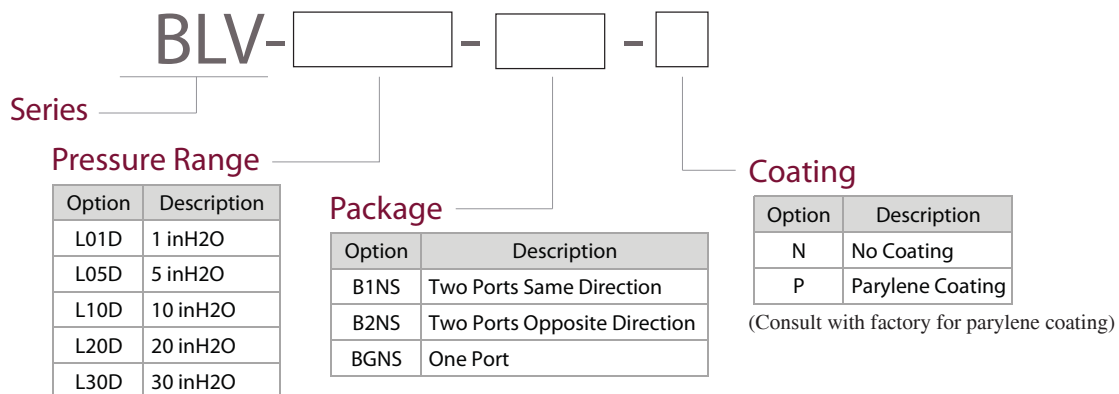 BLV- - -
Series
Pressure Range
Option Description
L01D 1 inH2O
L05D 5 inH2O
L10D 10 inH2O
L20D 20 inH2O
L30D 30 inH2O
Package
Option Description
B1NS Two Ports Same Direction
B2NS Two Ports Opposite Direction
BGNS One Port
Coating
Option Description
N No Coating
P Parylene Coating
(Consult with factory for parylene coating)